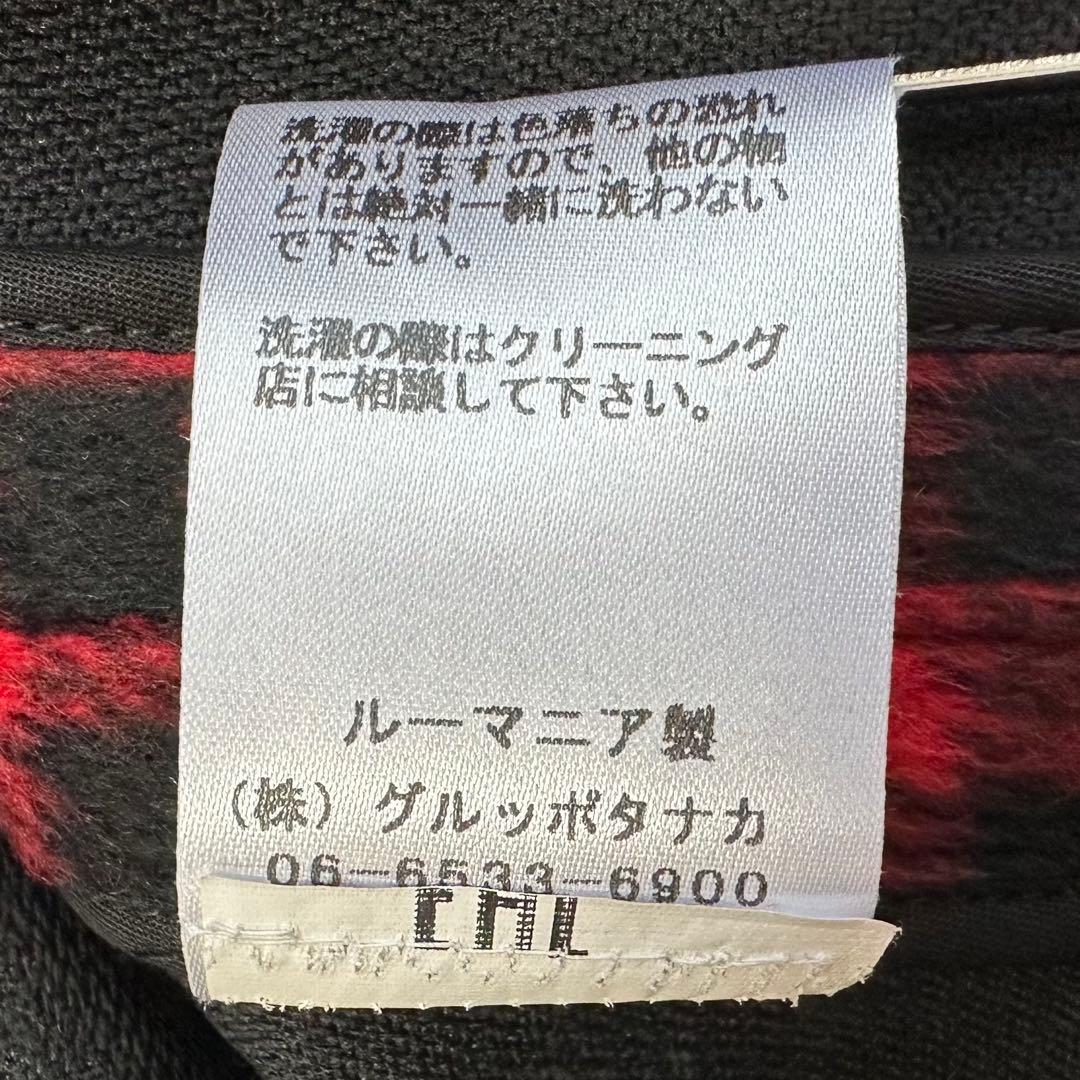 洗濯の際は色落ちの恐れ
がありますので、他の物
とは絶対一緒に洗わない
で下さい。
洗濯の際はクリーニング
店に相談して下さい。
ルーマニア製
(株) グルッポタナカ
06-6533-6900